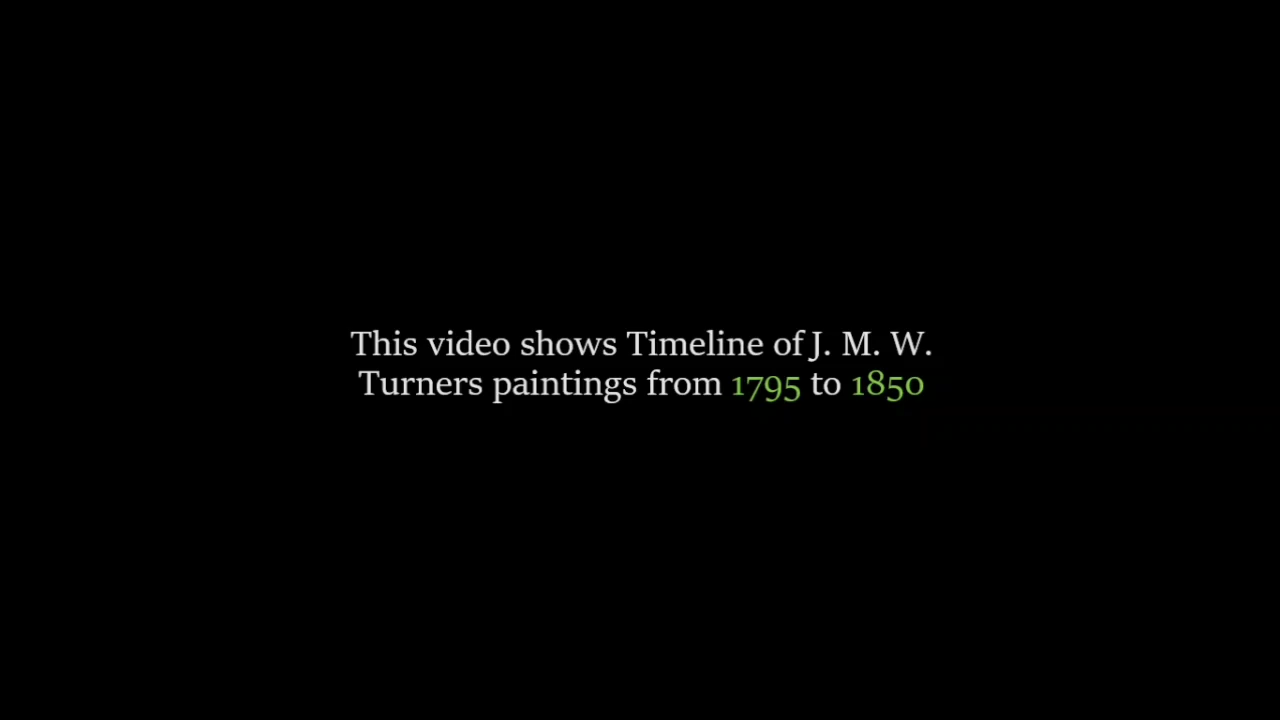 This video shows Timeline of J. M. W.
Turners paintings from 1795 to 1850